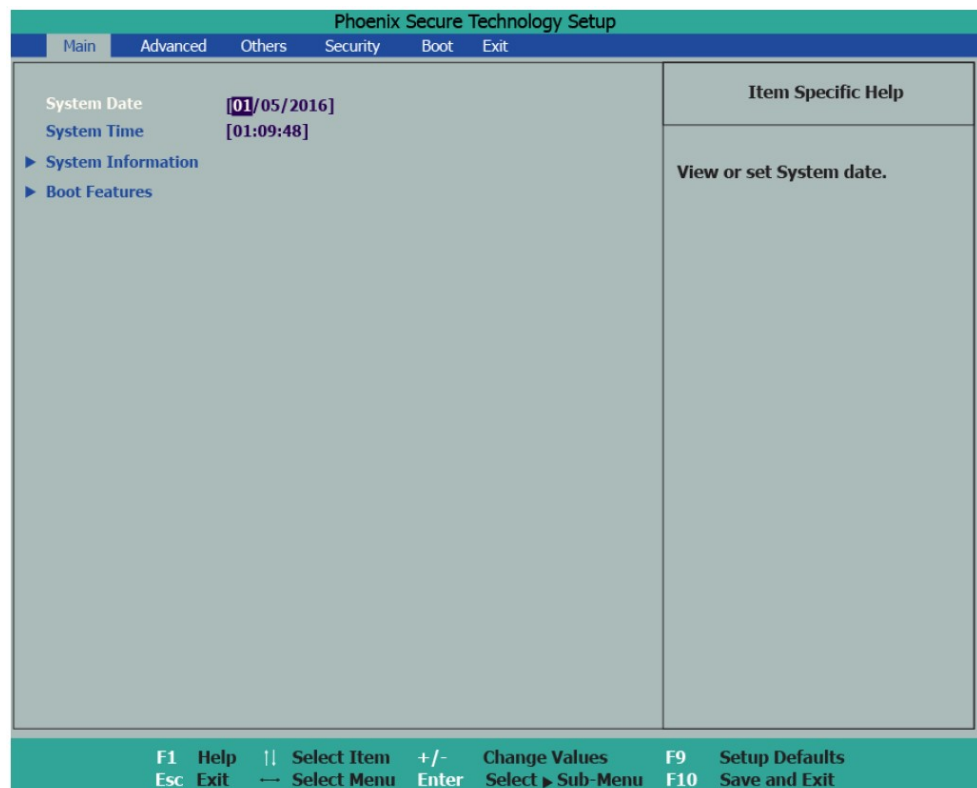 Phoenix Secure Technology Setup
Main Advanced Others Security Boot Exit
System Date [01/05/2016]
System Time [01:09:48]
▶ System Information
▶ Boot Features
Item Specific Help
View or set System date.
F1 Help ↑↓ Select Item +/- Change Values F9 Setup Defaults
Esc Exit ↔ Select Menu Enter Select ▶ Sub-Menu F10 Save and Exit